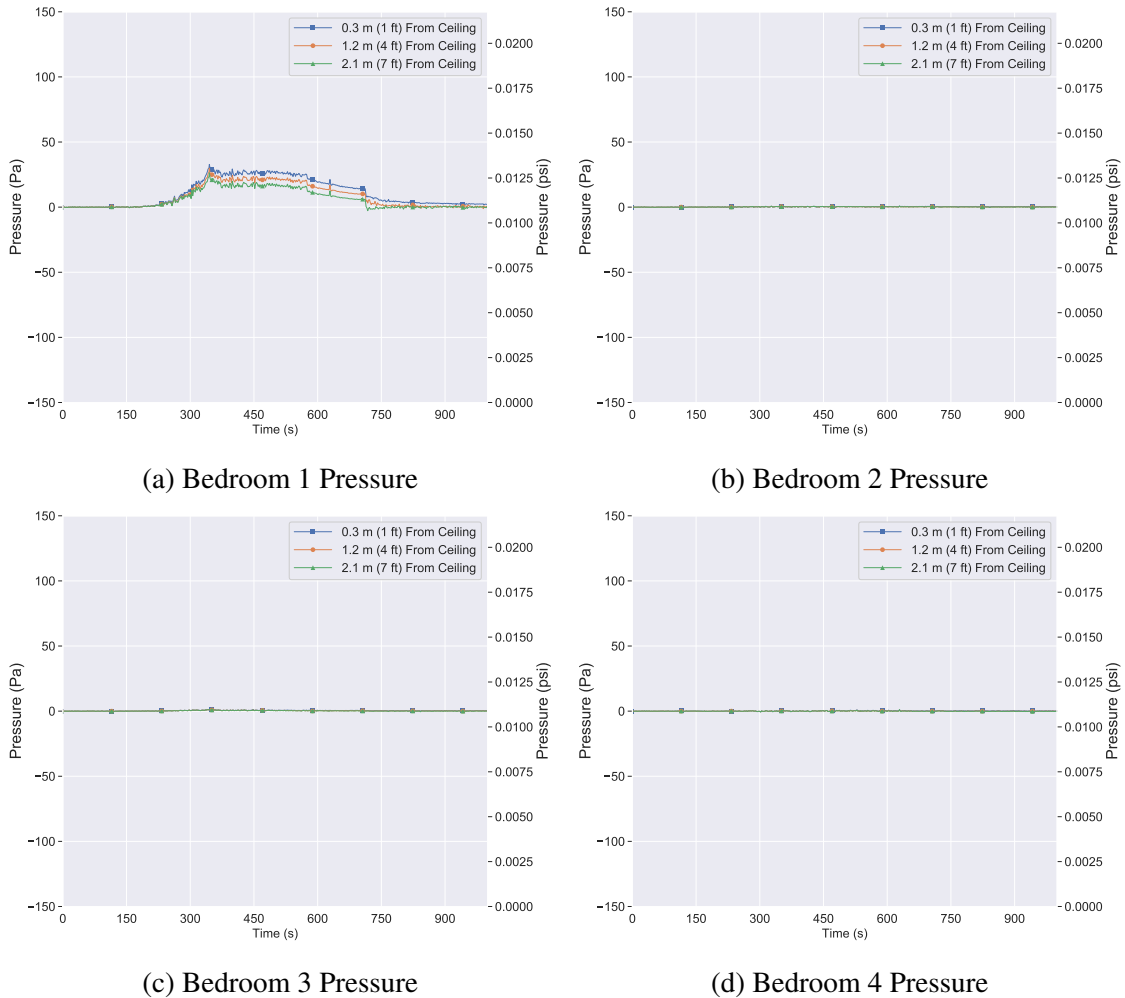 150
100
50
0
−50
−100
−150
Pressure (Pa)
0.0200
0.0175
0.0150
0.0125
0.0100
0.0075
0.0050
0.0025
0.0000
Pressure (psi)
0.3 m (1 ft) From Ceiling
1.2 m (4 ft) From Ceiling
2.1 m (7 ft) From Ceiling
0 150 300 450 600 750 900
Time (s)
(a) Bedroom 1 Pressure
150
100
50
0
−50
−100
−150
Pressure (Pa)
0.0200
0.0175
0.0150
0.0125
0.0100
0.0075
0.0050
0.0025
0.0000
Pressure (psi)
0.3 m (1 ft) From Ceiling
1.2 m (4 ft) From Ceiling
2.1 m (7 ft) From Ceiling
0 150 300 450 600 750 900
Time (s)
(b) Bedroom 2 Pressure
150
100
50
0
−50
−100
−150
Pressure (Pa)
0.0200
0.0175
0.0150
0.0125
0.0100
0.0075
0.0050
0.0025
0.0000
Pressure (psi)
0.3 m (1 ft) From Ceiling
1.2 m (4 ft) From Ceiling
2.1 m (7 ft) From Ceiling
0 150 300 450 600 750 900
Time (s)
(c) Bedroom 3 Pressure
150
100
50
0
−50
−100
−150
Pressure (Pa)
0.0200
0.0175
0.0150
0.0125
0.0100
0.0075
0.0050
0.0025
0.0000
Pressure (psi)
0.3 m (1 ft) From Ceiling
1.2 m (4 ft) From Ceiling
2.1 m (7 ft) From Ceiling
0 150 300 450 600 750 900
Time (s)
(d) Bedroom 4 Pressure